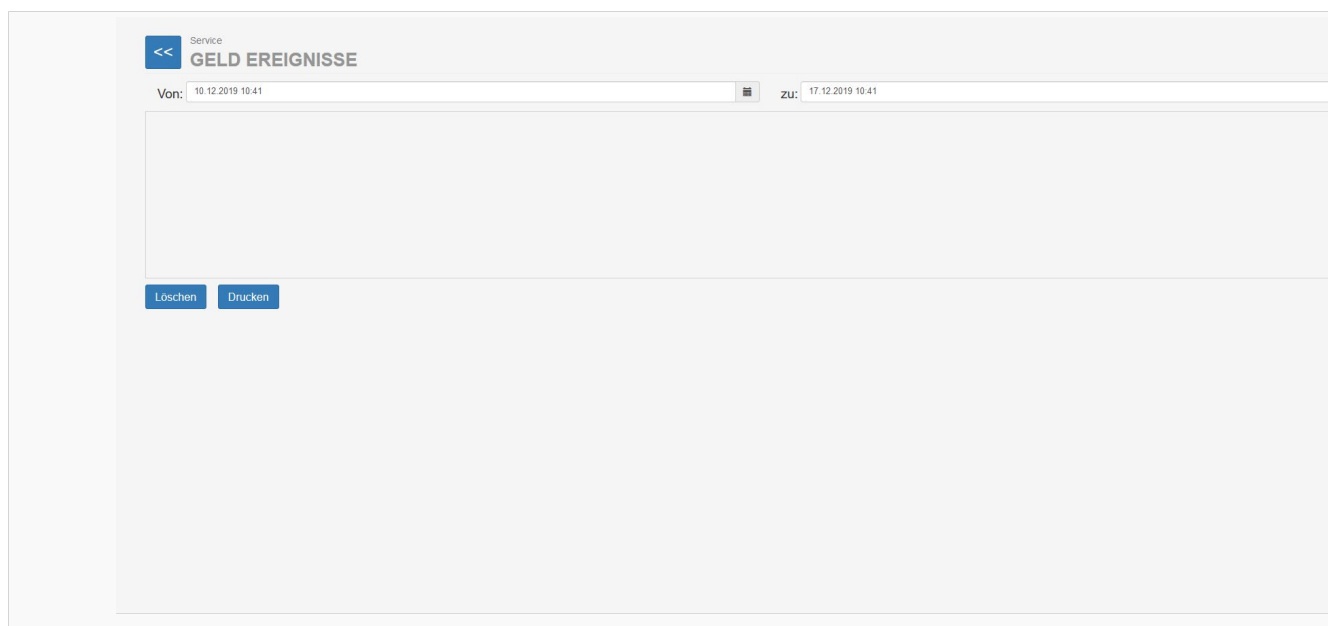 Service
<< GELD EREIGNISSE
Von: 10.12.2019 10:41 zu: 17.12.2019 10:41
Löschen Drucken